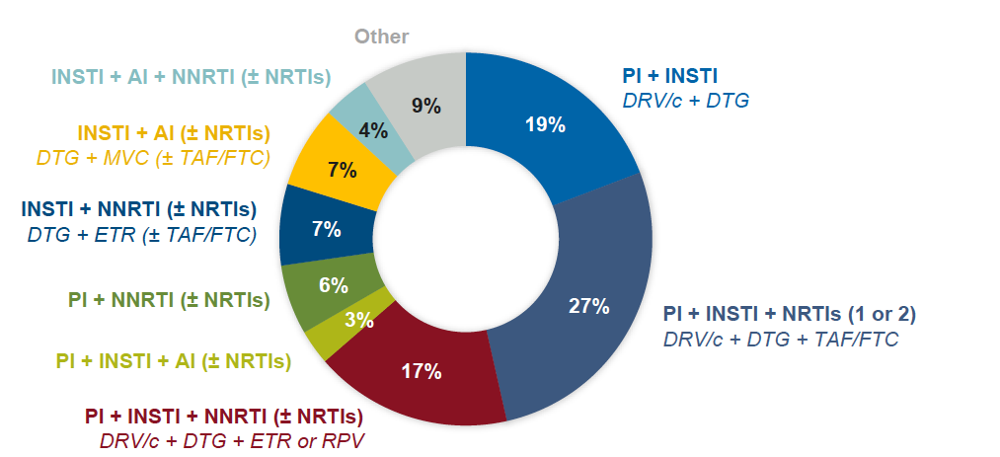 Other
9%
PI + INSTI
DRV/c + DTG
19%
PI + INSTI + NRTIs (1 or 2)
DRV/c + DTG + TAF/FTC
27%
PI + INSTI + NNRTI (± NRTIs)
DRV/c + DTG + ETR or RPV
17%
PI + INSTI + AI (± NRTIs)
3%
PI + NNRTI (± NRTIs)
6%
INSTI + NNRTI (± NRTIs)
DTG + ETR (± TAF/FTC)
7%
INSTI + AI (± NRTIs)
DTG + MVC (± TAF/FTC)
7%
INSTI + AI + NNRTI (± NRTIs)
4%